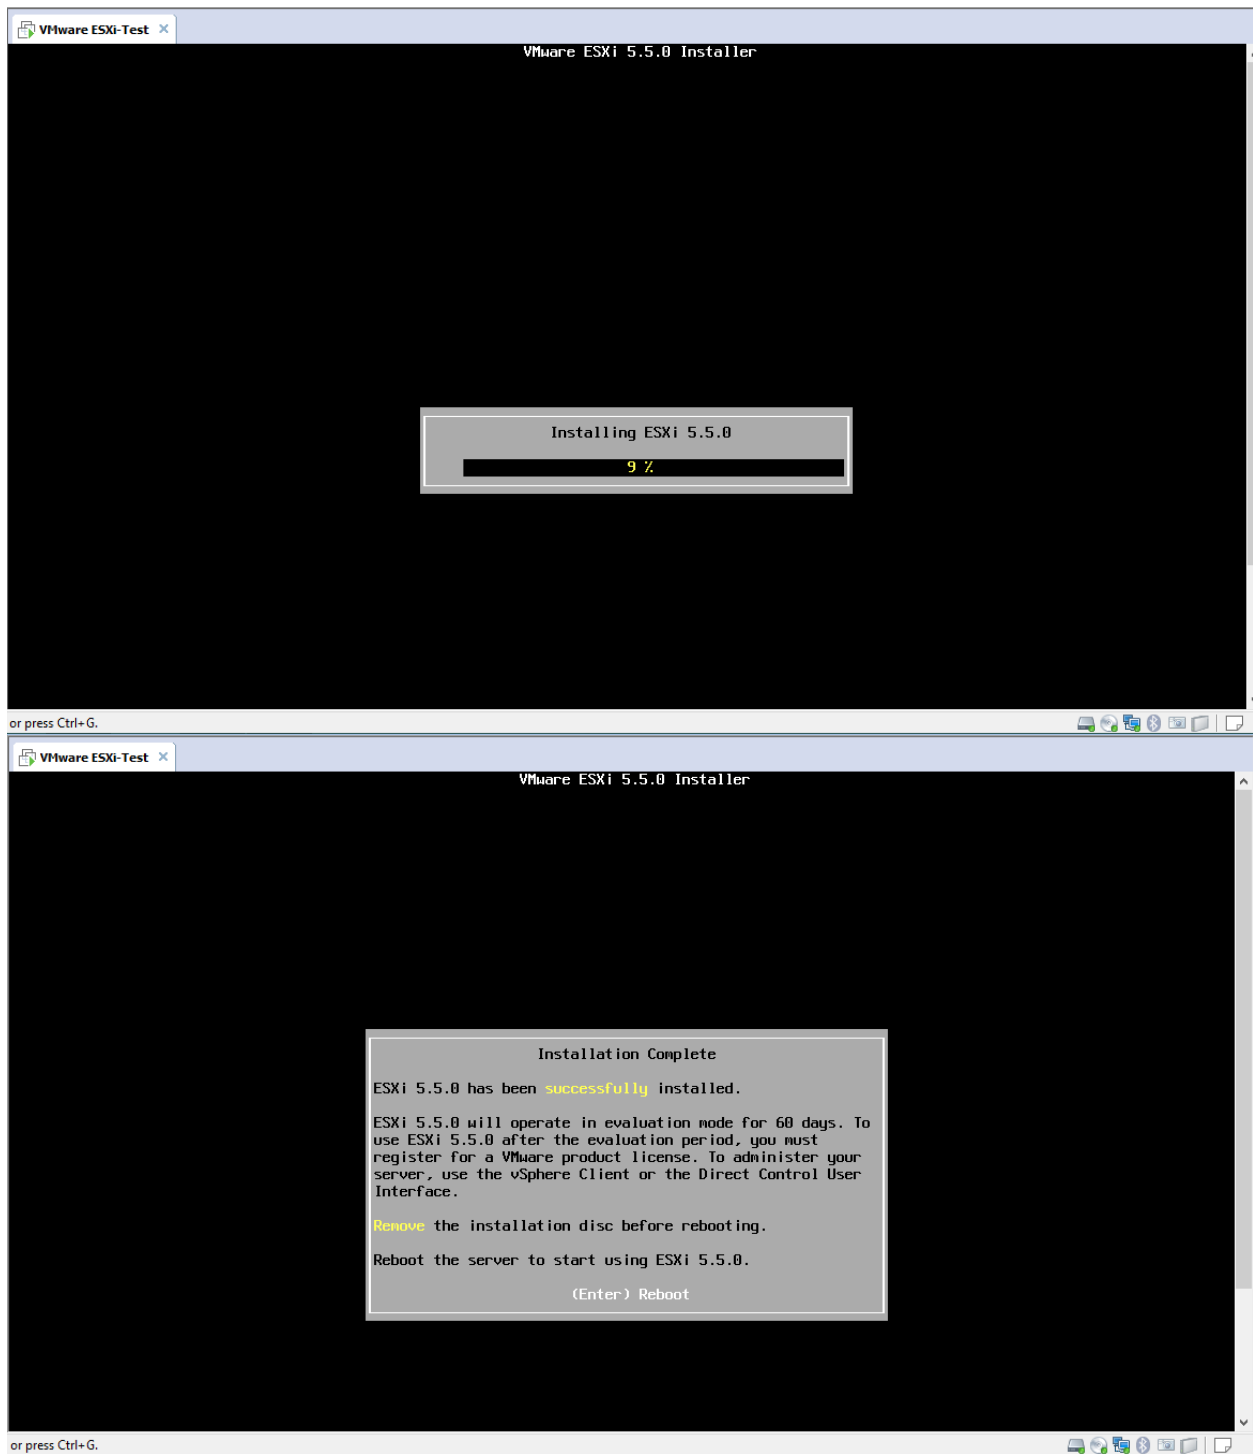 VMware ESXi-Test
VMware ESXi 5.5.0 Installer
Installing ESXi 5.5.0
9 %
or press Ctrl+G.
VMware ESXi-Test
VMware ESXi 5.5.0 Installer
Installation Complete
ESXi 5.5.0 has been successfully installed.
ESXi 5.5.0 will operate in evaluation mode for 60 days. To
use ESXi 5.5.0 after the evaluation period, you must
register for a VMware product license. To administer your
server, use the vSphere Client or the Direct Control User
Interface.
Remove the installation disc before rebooting.
Reboot the server to start using ESXi 5.5.0.
(Enter) Reboot
or press Ctrl+G.